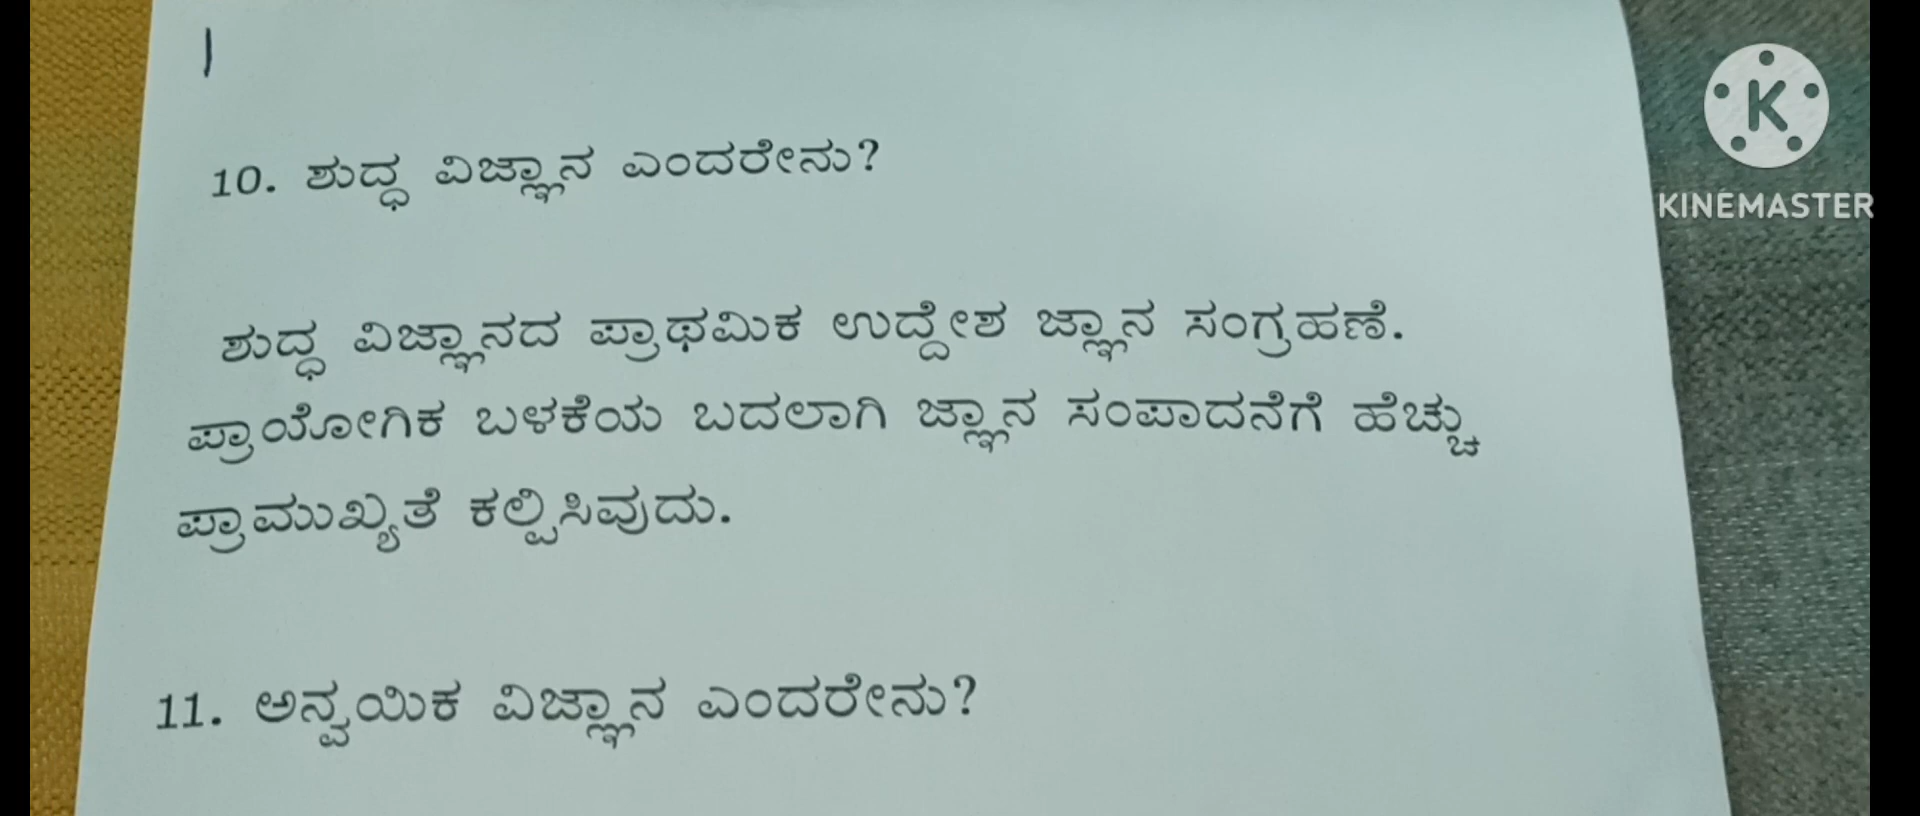 10. ಶುದ್ಧ ವಿಜ್ಞಾನ ಎಂದರೇನು?
KINEMASTER
ಶುದ್ಧ ವಿಜ್ಞಾನದ ಪ್ರಾಥಮಿಕ ಉದ್ದೇಶ ಜ್ಞಾನ ಸಂಗ್ರಹಣೆ.
ಪ್ರಾಯೋಗಿಕ ಬಳಕೆಯ ಬದಲಾಗಿ ಜ್ಞಾನ ಸಂಪಾದನೆಗೆ ಹೆಚ್ಚು
ಪ್ರಾಮುಖ್ಯತೆ ಕಲ್ಪಿಸಿವುದು.
11. ಅನ್ವಯಿಕ ವಿಜ್ಞಾನ ಎಂದರೇನು?